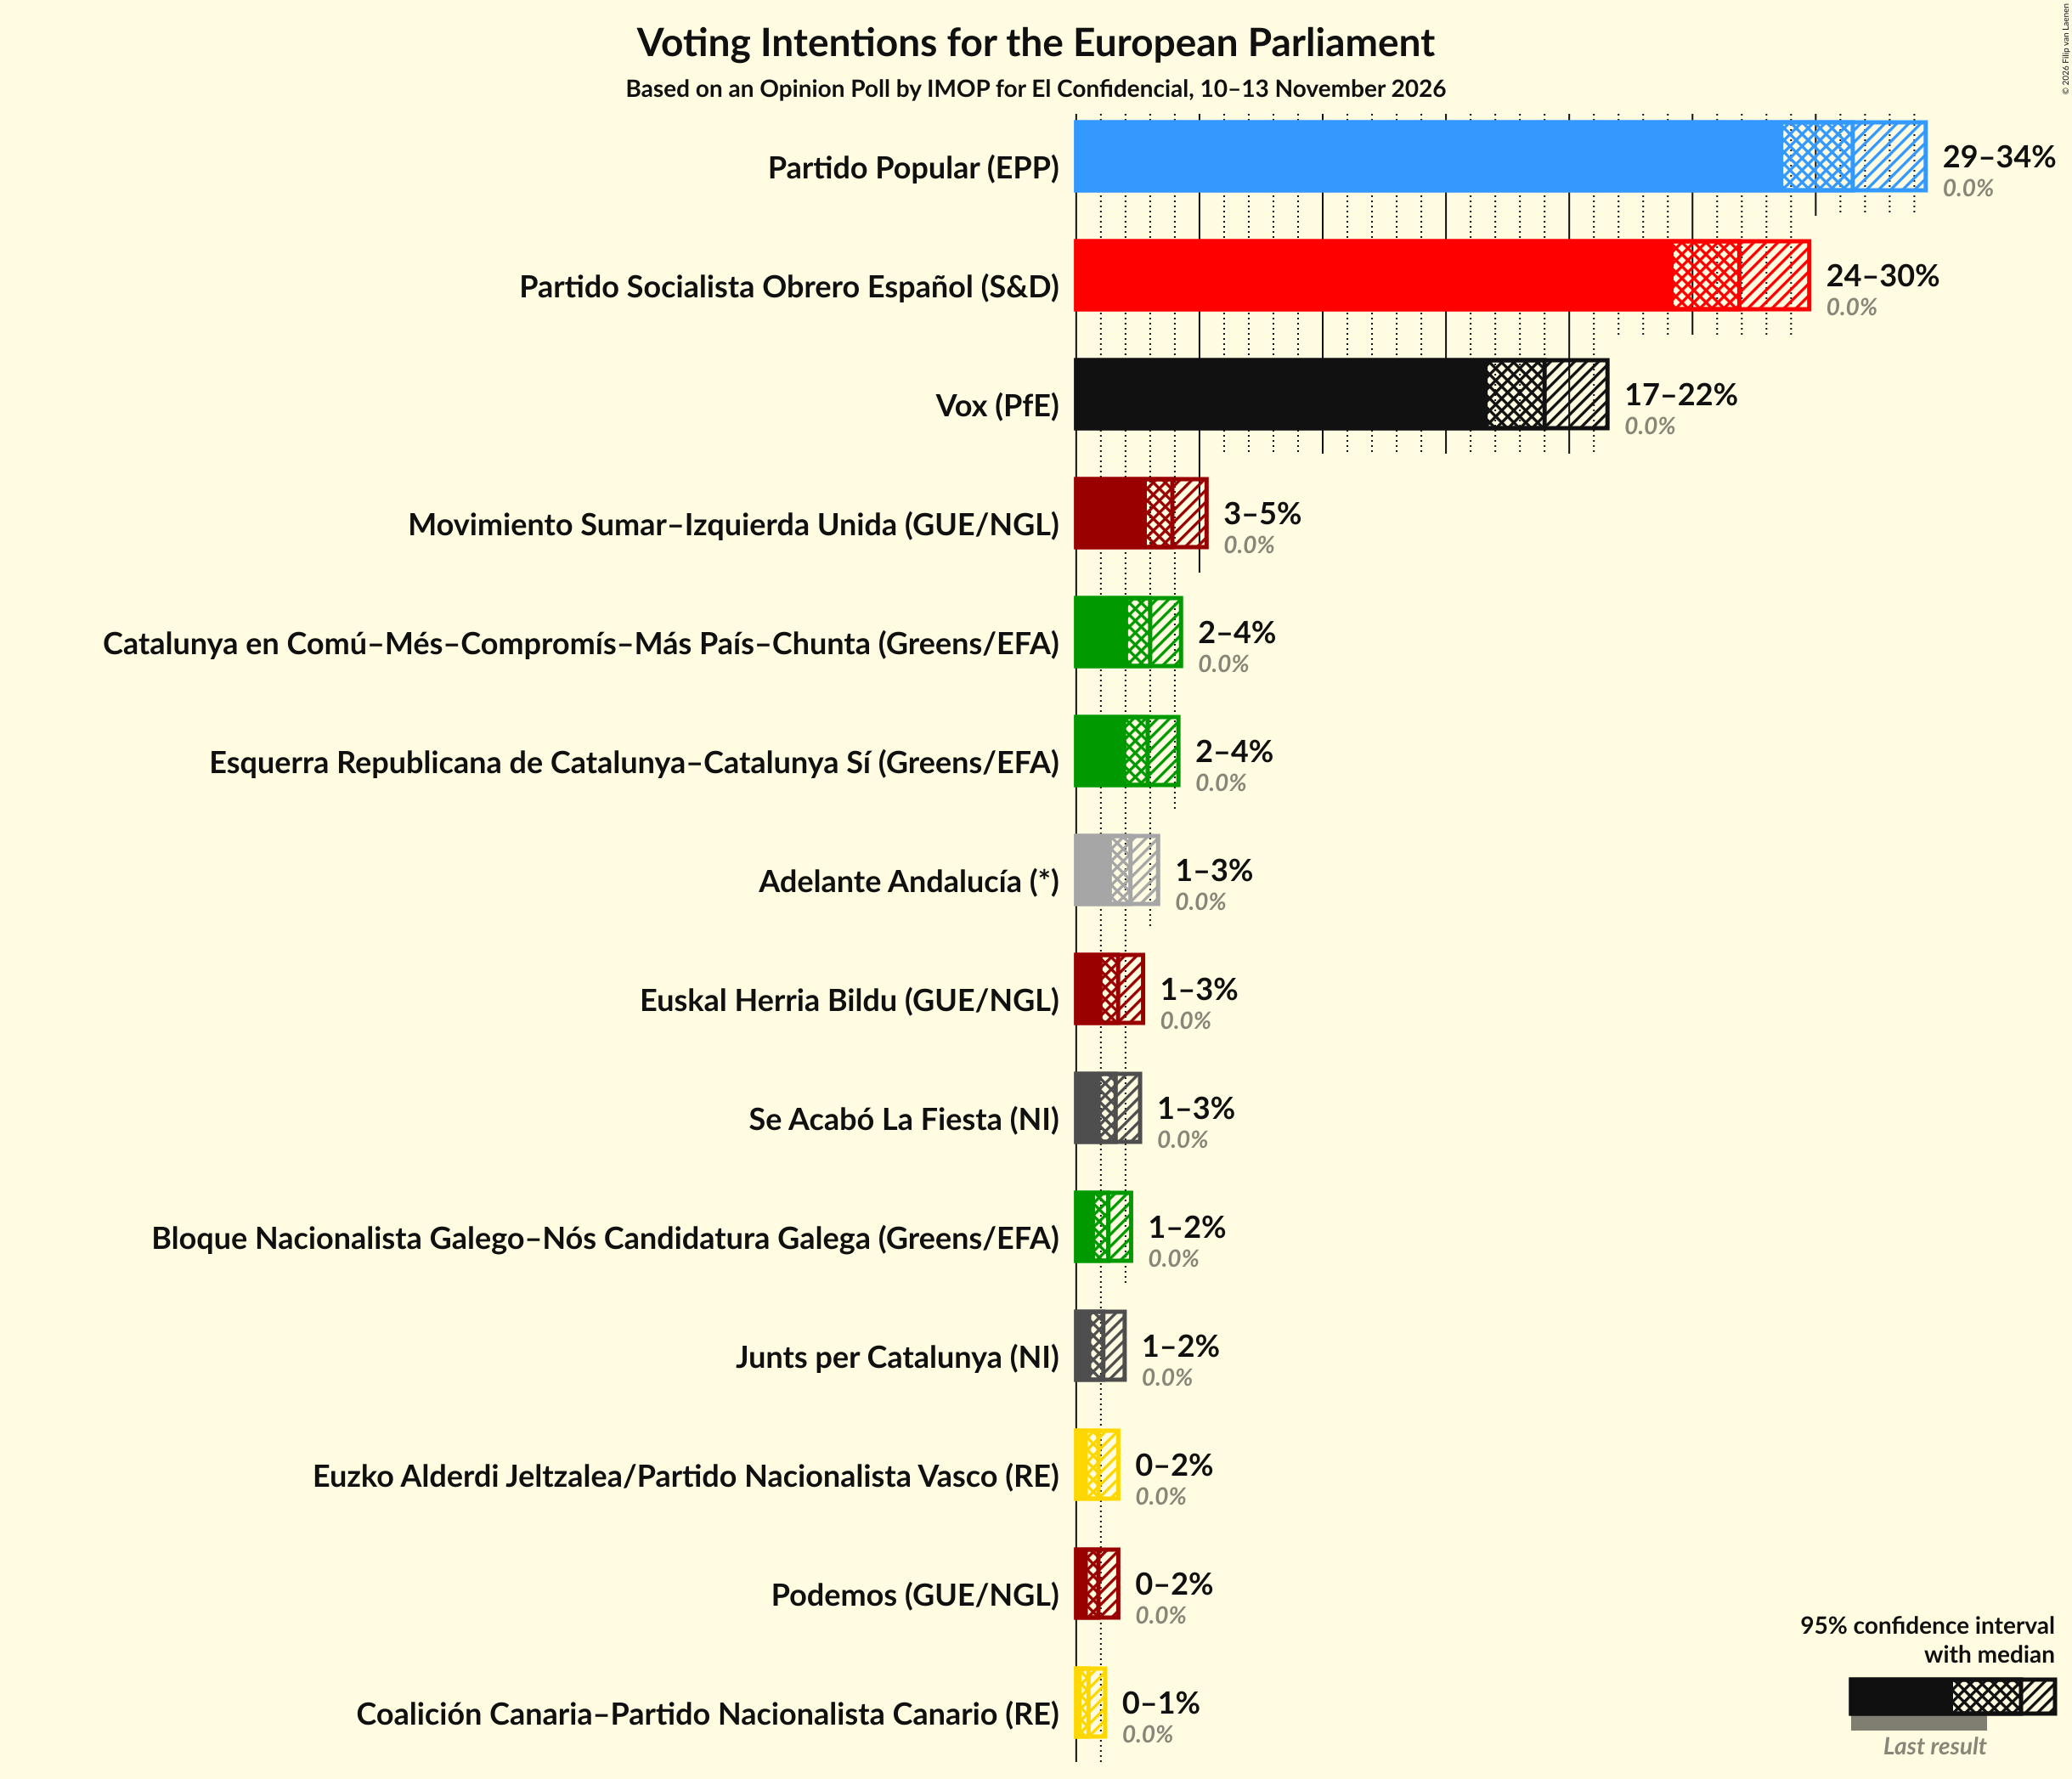 Voting Intentions for the European Parliament
Based on an Opinion Poll by IMOP for El Confidencial, 10–13 November 2026
© 2026 Filip van Laenen
Partido Popular (EPP)
29–34%
0.0%
Partido Socialista Obrero Español (S&D)
24–30%
0.0%
Vox (PfE)
17–22%
0.0%
Movimiento Sumar–Izquierda Unida (GUE/NGL)
3–5%
0.0%
Catalunya en Comú–Més–Compromís–Más País–Chunta (Greens/EFA)
2–4%
0.0%
Esquerra Republicana de Catalunya–Catalunya Sí (Greens/EFA)
2–4%
0.0%
Adelante Andalucía (*)
1–3%
0.0%
Euskal Herria Bildu (GUE/NGL)
1–3%
0.0%
Se Acabó La Fiesta (NI)
1–3%
0.0%
Bloque Nacionalista Galego–Nós Candidatura Galega (Greens/EFA)
1–2%
0.0%
Junts per Catalunya (NI)
1–2%
0.0%
Euzko Alderdi Jeltzalea/Partido Nacionalista Vasco (RE)
0–2%
0.0%
Podemos (GUE/NGL)
0–2%
0.0%
Coalición Canaria–Partido Nacionalista Canario (RE)
0–1%
0.0%
95% confidence interval
with median
Last result